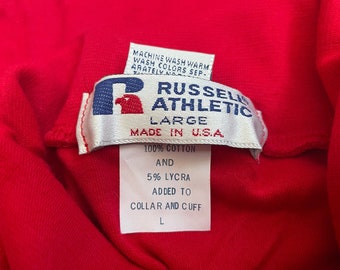 MACHINE WASH WARM
WASH COLORS SEP-
ARATELY
R RUSSELL
ATHLETIC
LARGE
MADE IN U.S.A.
100% COTTON
AND
5% LYCRA
ADDED TO
COLLAR AND CUFF
L